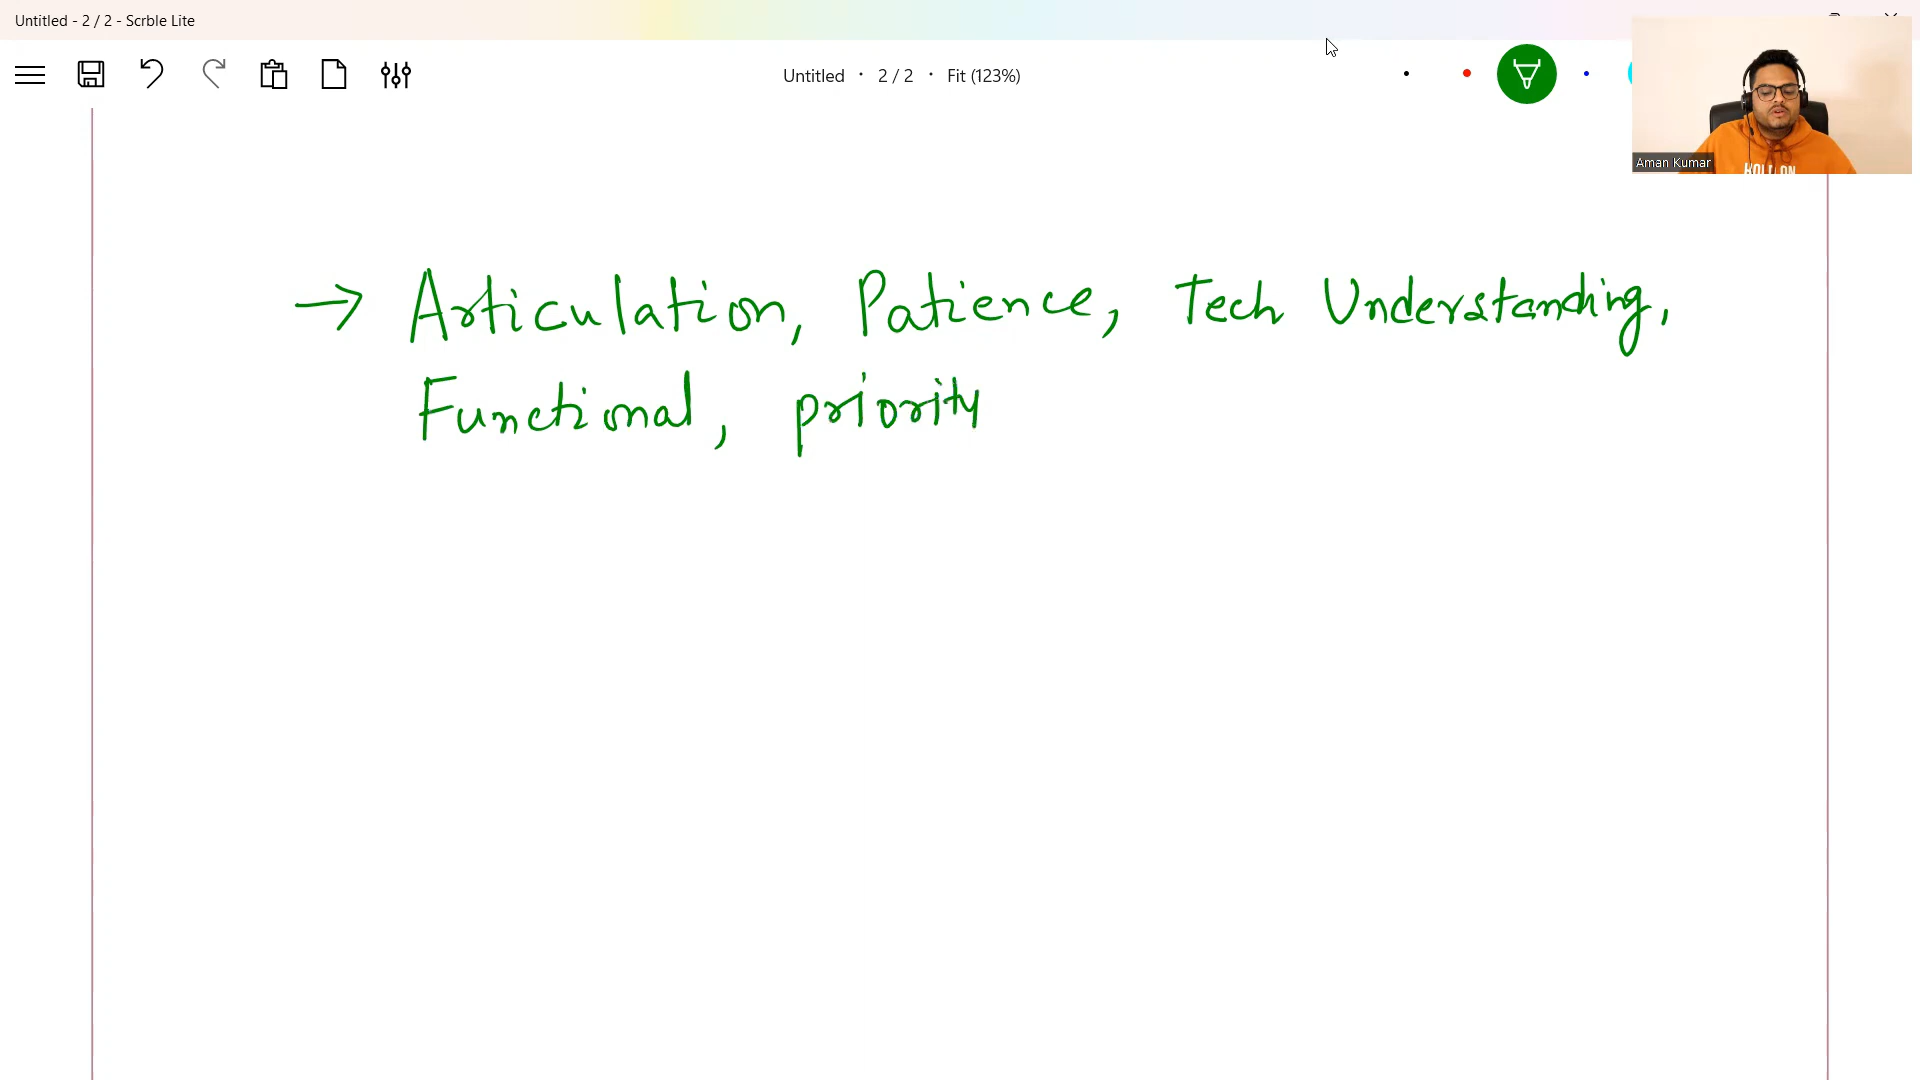 Untitled - 2 / 2 - Scrble Lite
Untitled • 2 / 2 • Fit (123%)
Aman Kumar
→ Articulation, Patience, Tech Understanding,
Functional, priority